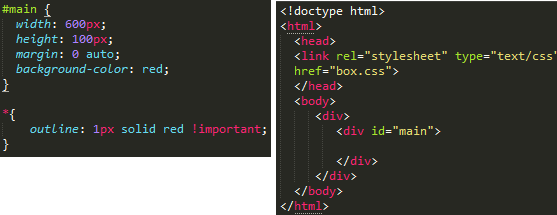 #main {
width: 600px;
height: 100px;
margin: 0 auto;
background-color: red;
}
*{
outline: 1px solid red !important;
}
<!doctype html>
<html>
<head>
<link rel="stylesheet" type="text/css"
href="box.css">
</head>
<body>
<div>
<div id="main">
</div>
</div>
</body>
</html>